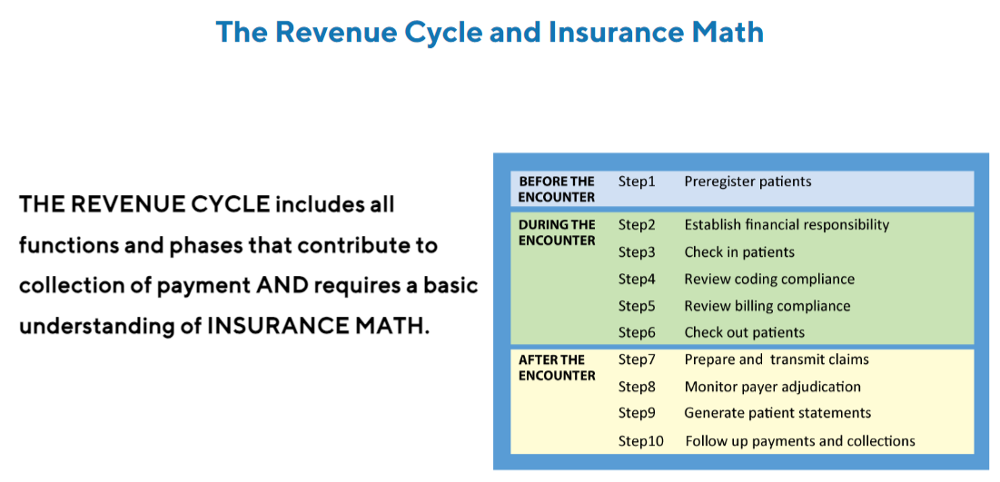 The Revenue Cycle and Insurance Math
THE REVENUE CYCLE includes all
functions and phases that contribute to
collection of payment AND requires a basic
understanding of INSURANCE MATH.
BEFORE THE ENCOUNTER
Step1 Preregister patients
DURING THE ENCOUNTER
Step2 Establish financial responsibility
Step3 Check in patients
Step4 Review coding compliance
Step5 Review billing compliance
Step6 Check out patients
AFTER THE ENCOUNTER
Step7 Prepare and transmit claims
Step8 Monitor payer adjudication
Step9 Generate patient statements
Step10 Follow up payments and collections